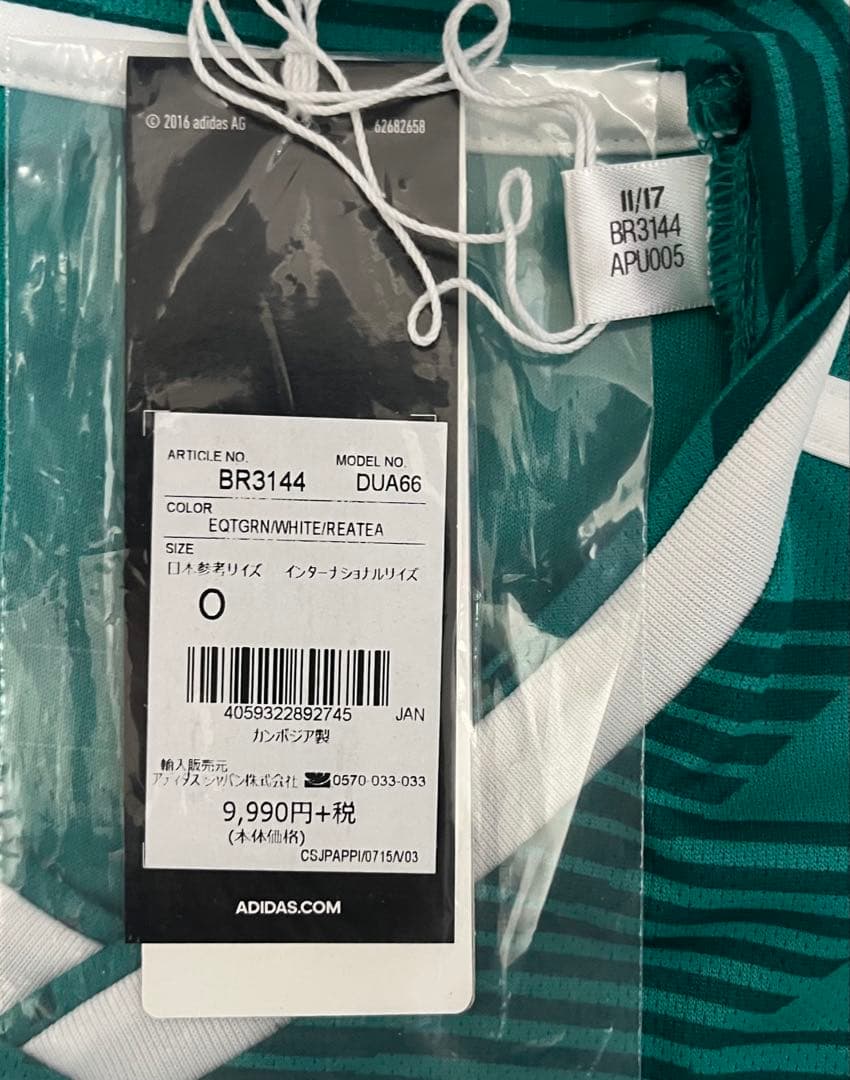 © 2016 adidas AG 62682658
11/17
BR3144
APU005
ARTICLE NO. MODEL NO.
BR3144 DUA66
COLOR
EQTGRN/WHITE/REATEA
SIZE
日本参考サイズ インターナショナルサイズ
O
4059322892745 JAN
カンボジア製
輸入販売元
アディダスジャパン株式会社 0570-033-033
9,990円+税
(本体価格)
CSJPAPPI/0715/V03
ADIDAS.COM